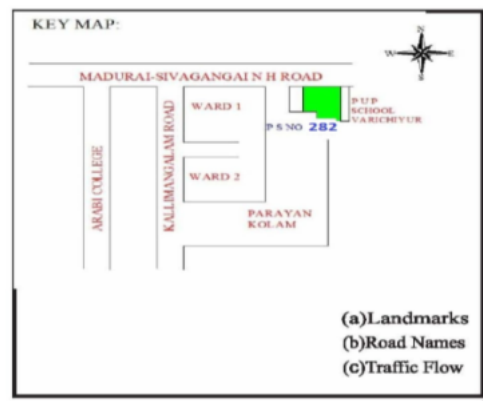 KEY MAP:
N
W
E
S
MADURAI-SIVAGANGAI N H ROAD
ARABI COLLEGE
KALLIMANGALAM ROAD
WARD 1
P S NO 282
P U P
SCHOOL
VARICHIYUR
WARD 2
PARAYAN
KOLAM
(a)Landmarks
(b)Road Names
(c)Traffic Flow